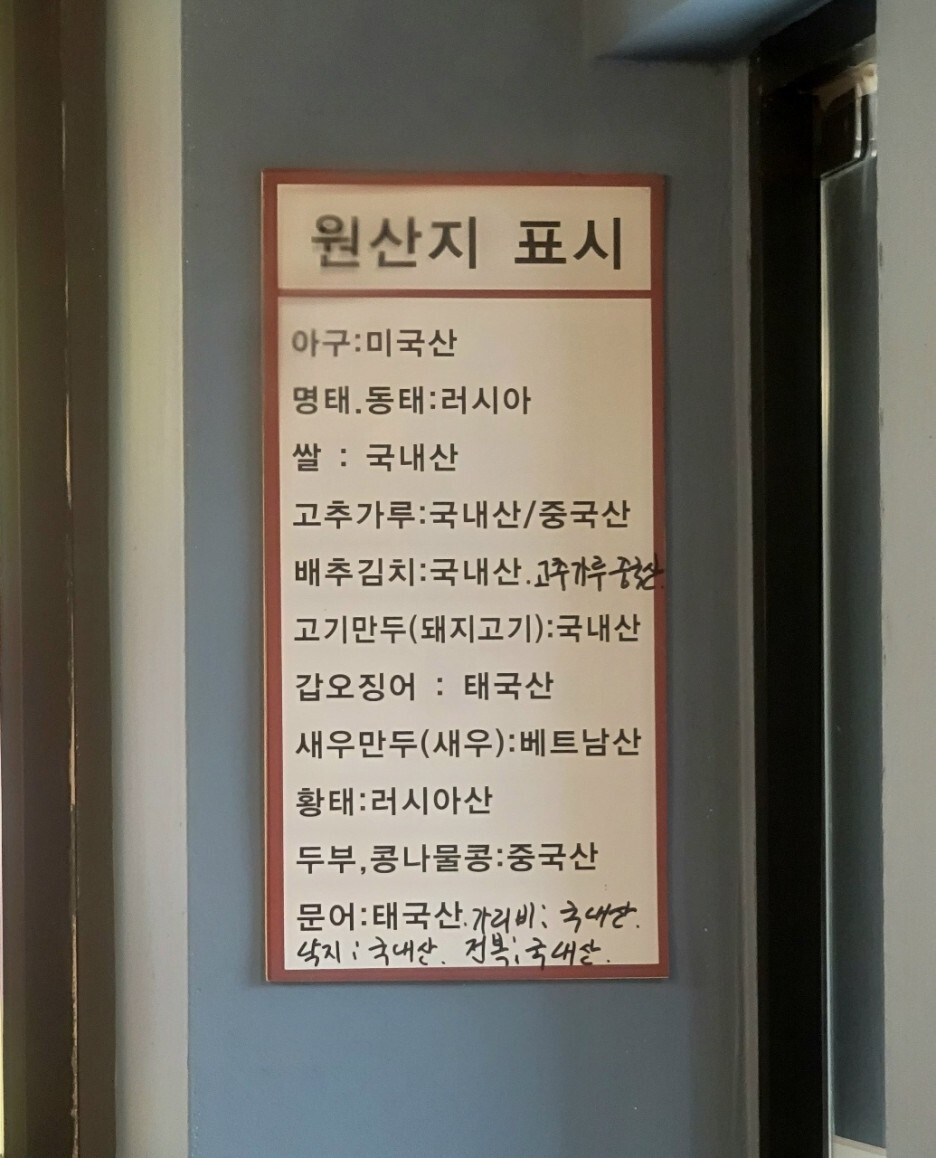 원산지 표시
아구:미국산
명태.동태:러시아
쌀 : 국내산
고추가루:국내산/중국산
배추김치:국내산.고추가루 중국산.
고기만두(돼지고기):국내산
갑오징어 : 태국산
새우만두(새우):베트남산
황태:러시아산
두부,콩나물콩:중국산
문어:태국산.가리비: 국내산.
낙지: 국내산. 전복:국내산.